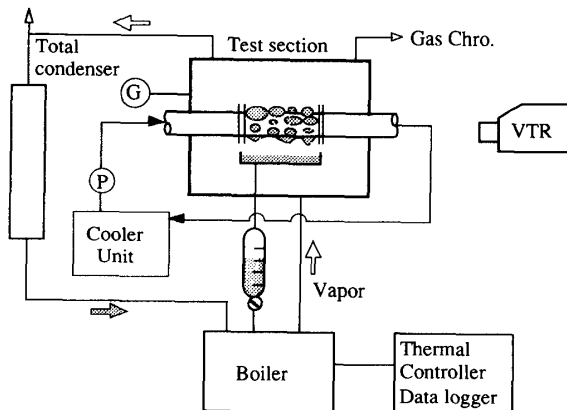 Total
condenser
Test section
Gas Chro.
G
VTR
P
Cooler
Unit
Vapor
Boiler
Thermal
Controller
Data logger